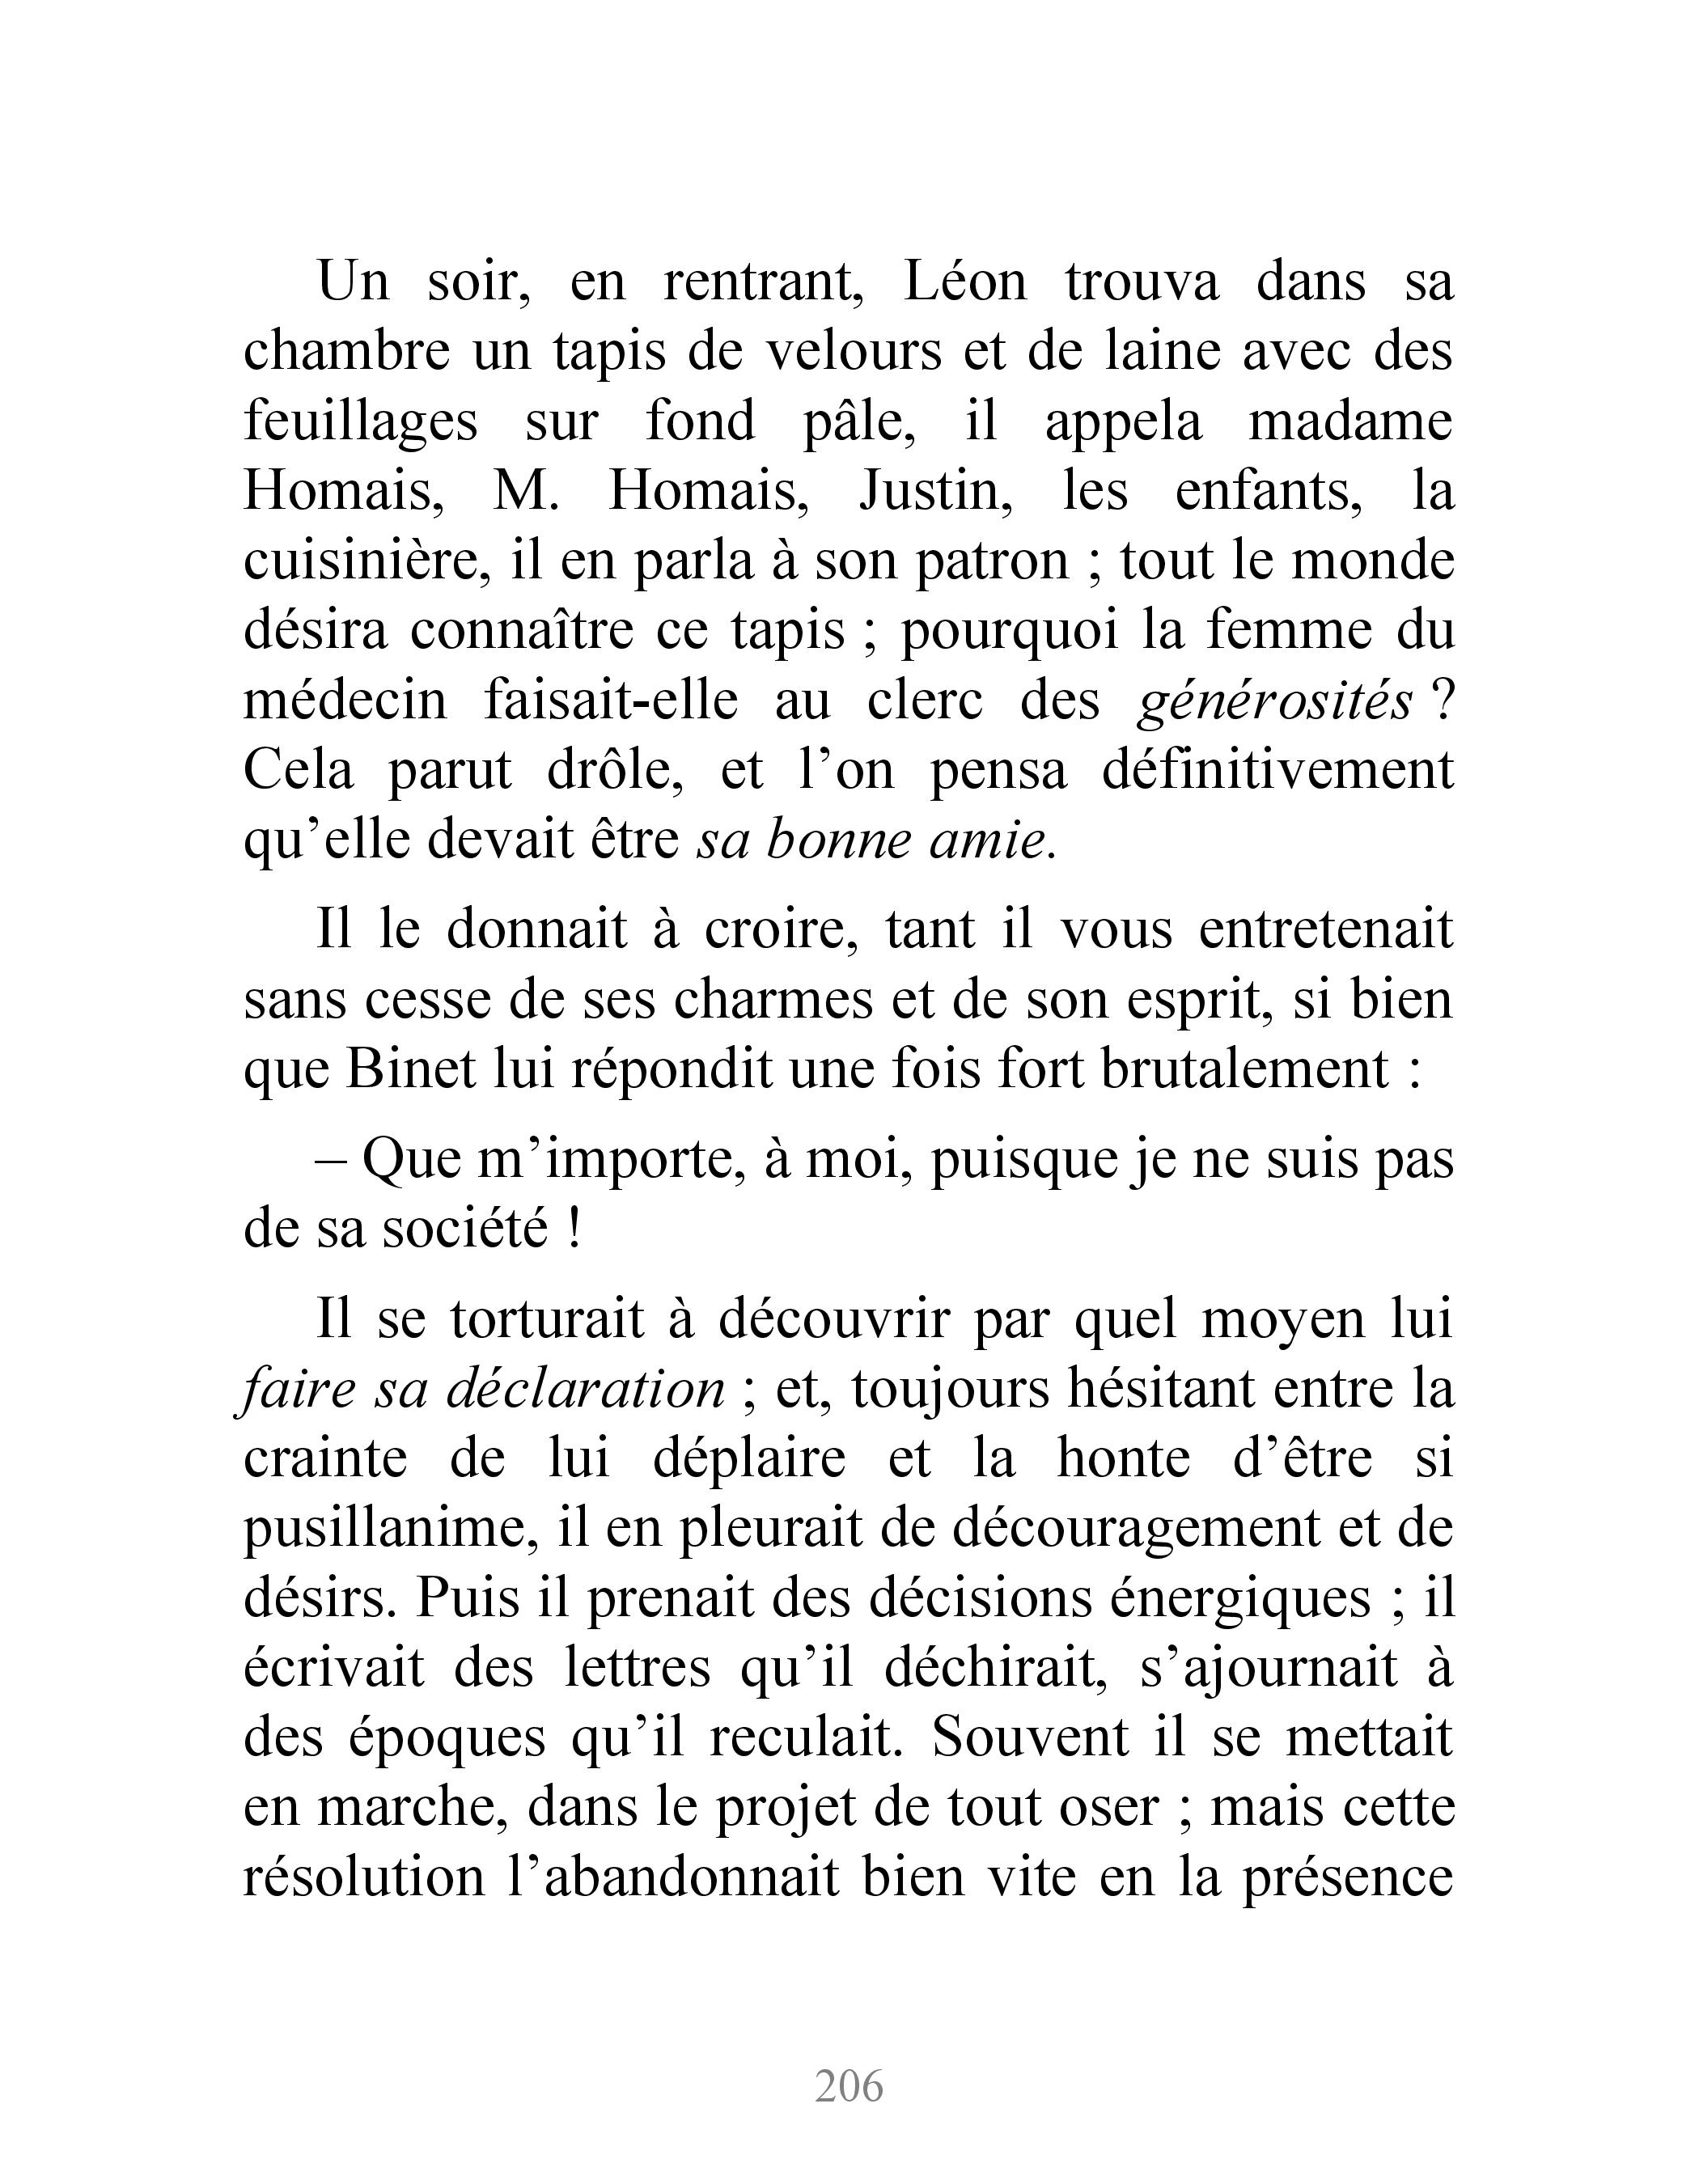 Un soir, en rentrant, Léon trouva dans sa
chambre un tapis de velours et de laine avec des
feuillages sur fond pâle, il appela madame
Homais, M. Homais, Justin, les enfants, la
cuisinière, il en parla à son patron ; tout le monde
désira connaître ce tapis ; pourquoi la femme du
médecin faisait-elle au clerc des générosités ?
Cela parut drôle, et l’on pensa définitivement
qu’elle devait être sa bonne amie.
Il le donnait à croire, tant il vous entretenait
sans cesse de ses charmes et de son esprit, si bien
que Binet lui répondit une fois fort brutalement :
– Que m’importe, à moi, puisque je ne suis pas
de sa société !
Il se torturait à découvrir par quel moyen lui
faire sa déclaration ; et, toujours hésitant entre la
crainte de lui déplaire et la honte d’être si
pusillanime, il en pleurait de découragement et de
désirs. Puis il prenait des décisions énergiques ; il
écrivait des lettres qu’il déchirait, s’ajournait à
des époques qu’il reculait. Souvent il se mettait
en marche, dans le projet de tout oser ; mais cette
résolution l’abandonnait bien vite en la présence
206